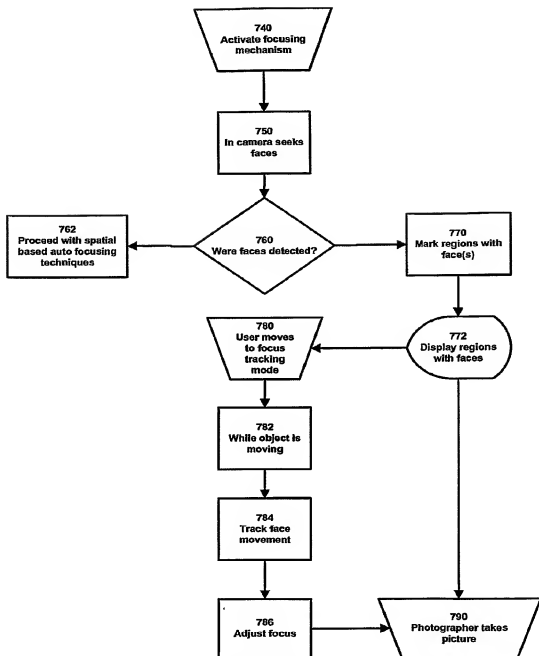 740
Activate focusing
mechanism
750
In camera seeks
faces
762
Proceed with spatial
based auto focusing
techniques
760
Were faces detected?
770
Mark regions with
face(s)
780
User moves
to focus
tracking
mode
772
Display regions
with faces
782
While object is
moving
784
Track face
movement
786
Adjust focus
790
Photographer takes
picture